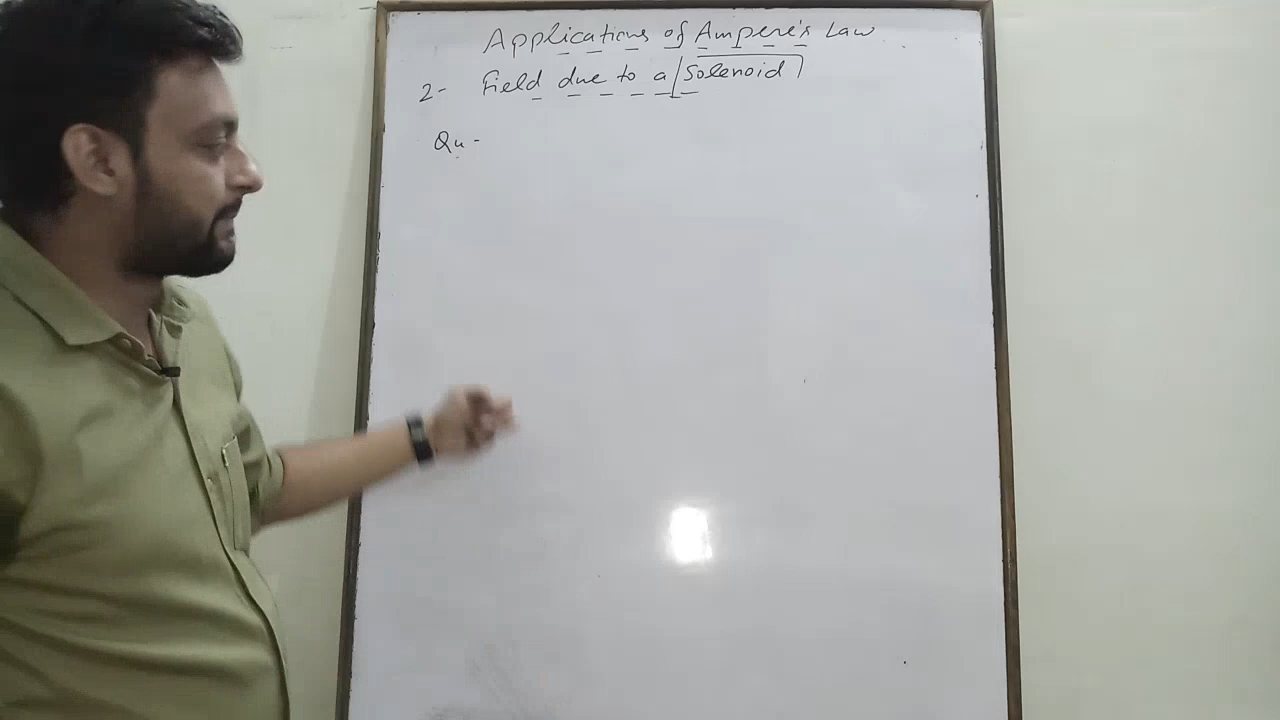 Applications of Ampere's Law
2- Field due to a Solenoid
Qu-